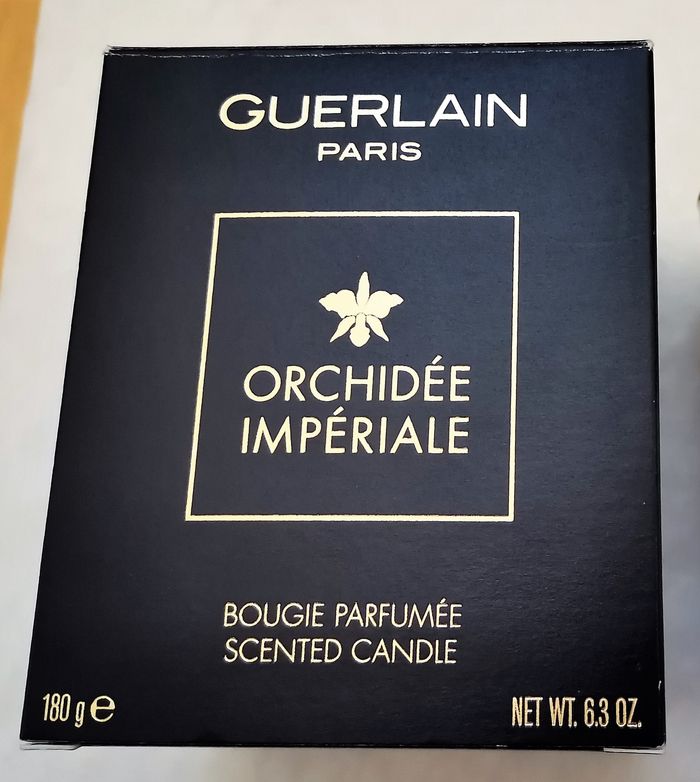 GUERLAIN
PARIS
ORCHIDÉE
IMPÉRIALE
BOUGIE PARFUMÉE
SCENTED CANDLE
180 g ℮
NET WT. 6.3 OZ.